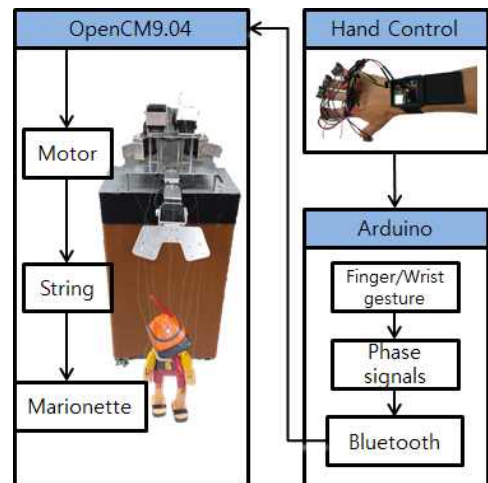 OpenCM9.04
Motor
String
Marionette
Hand Control
Arduino
Finger/Wrist
gesture
Phase
signals
Bluetooth